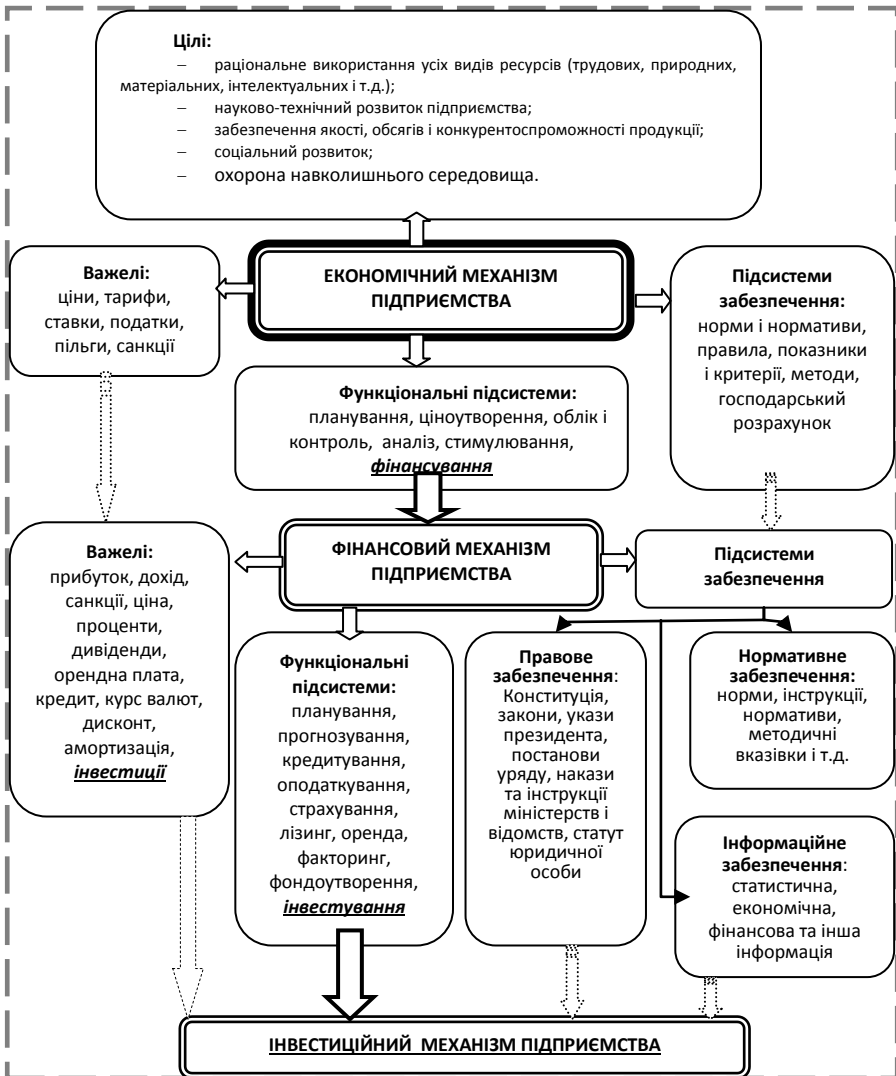 Цілі:
– раціональне використання усіх видів ресурсів (трудових, природних,
матеріальних, інтелектуальних і т.д.);
– науково-технічний розвиток підприємства;
– забезпечення якості, обсягів і конкурентоспроможності продукції;
– соціальний розвиток;
– охорона навколишнього середовища.
Важелі:
ціни, тарифи,
ставки, податки,
пільги, санкції
ЕКОНОМІЧНИЙ МЕХАНІЗМ
ПІДПРИЄМСТВА
Підсистеми
забезпечення:
норми і нормативи,
правила, показники
і критерії, методи,
господарський
розрахунок
Функціональні підсистеми:
планування, ціноутворення, облік і
контроль, аналіз, стимулювання,
фінансування
Важелі:
прибуток, дохід,
санкції, ціна,
проценти,
дивіденди,
орендна плата,
кредит, курс валют,
дисконт,
амортизація,
інвестиції
ФІНАНСОВИЙ МЕХАНІЗМ
ПІДПРИЄМСТВА
Підсистеми
забезпечення
Функціональні
підсистеми:
планування,
прогнозування,
кредитування,
оподаткування,
страхування,
лізинг, оренда,
факторинг,
фондоутворення,
інвестування
Правове
забезпечення:
Конституція,
закони, укази
президента,
постанови
уряду, накази
та інструкції
міністерств і
відомств, статут
юридичної
особи
Нормативне
забезпечення:
норми, інструкції,
нормативи,
методичні
вказівки і т.д.
Інформаційне
забезпечення:
статистична,
економічна,
фінансова та інша
інформація
ІНВЕСТИЦІЙНИЙ МЕХАНІЗМ ПІДПРИЄМСТВА